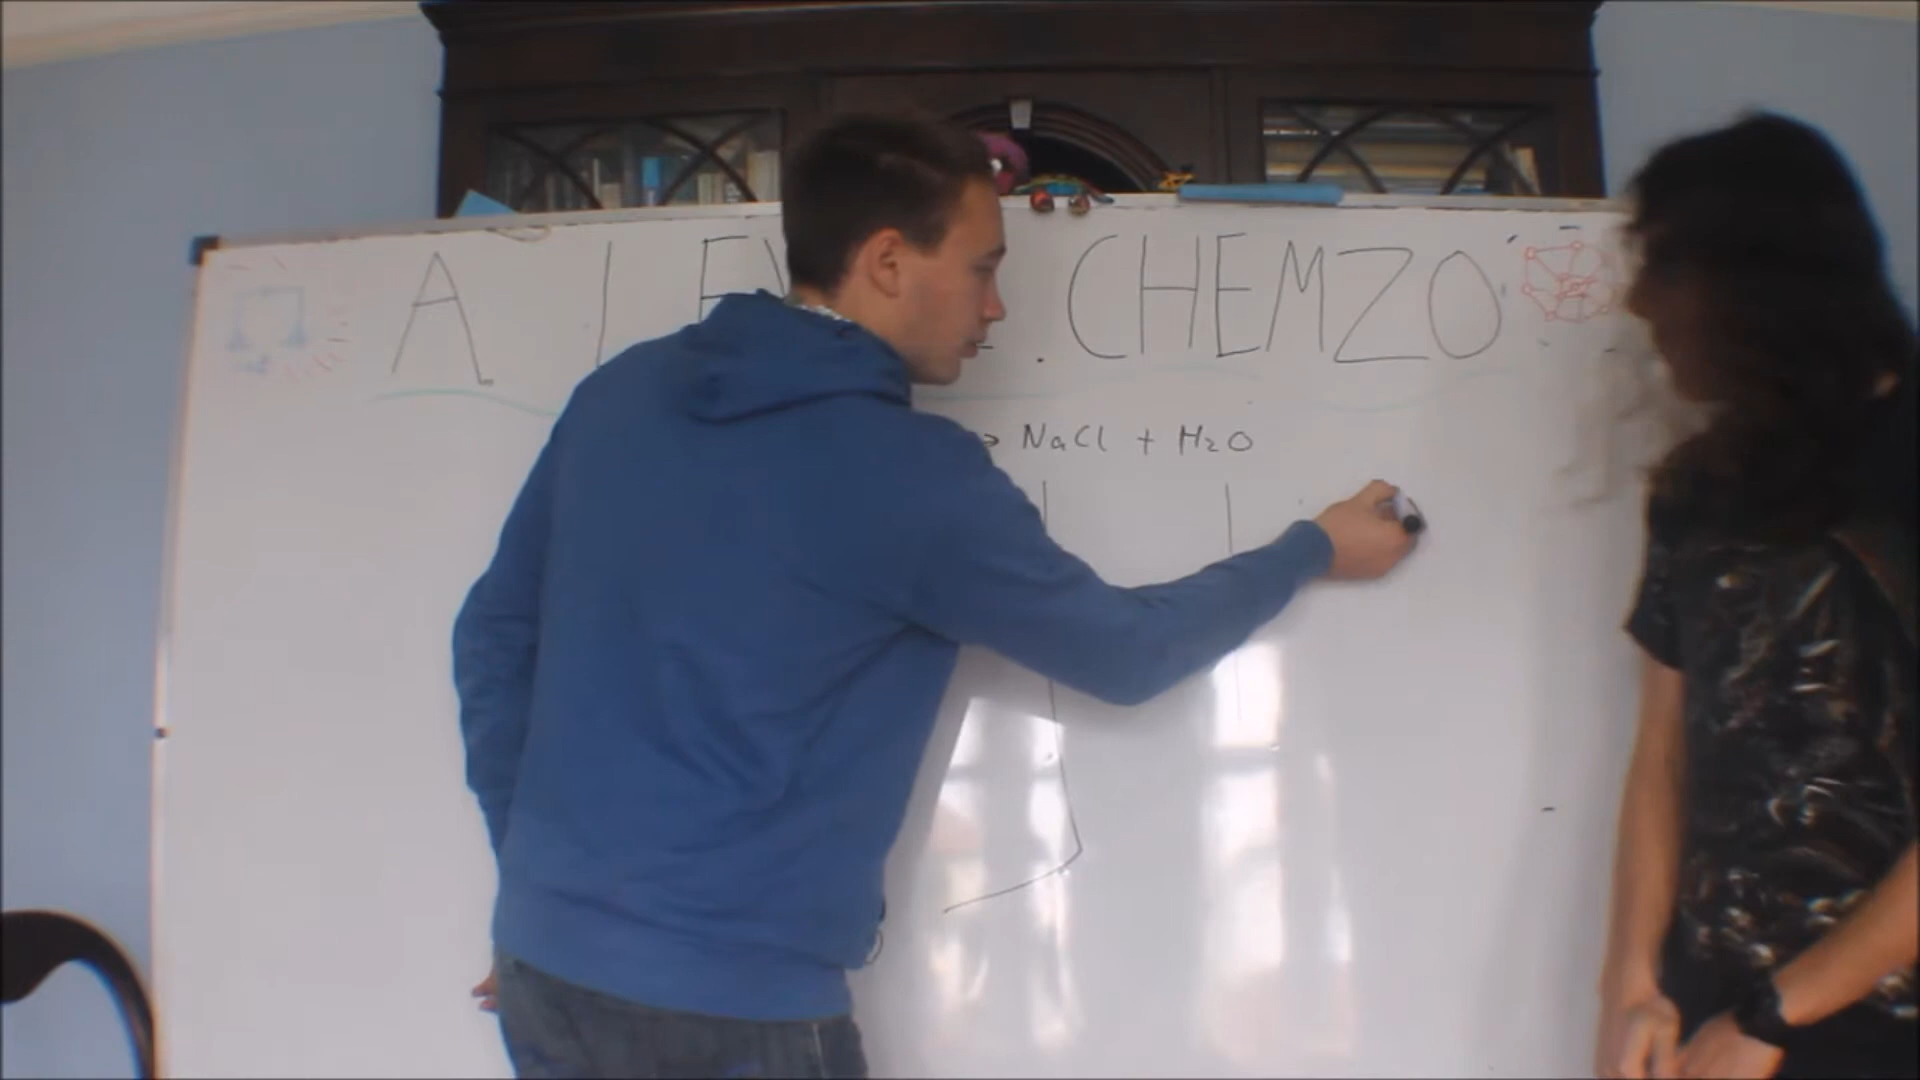 A LE . CHEMZO
→ NaCl + H2O